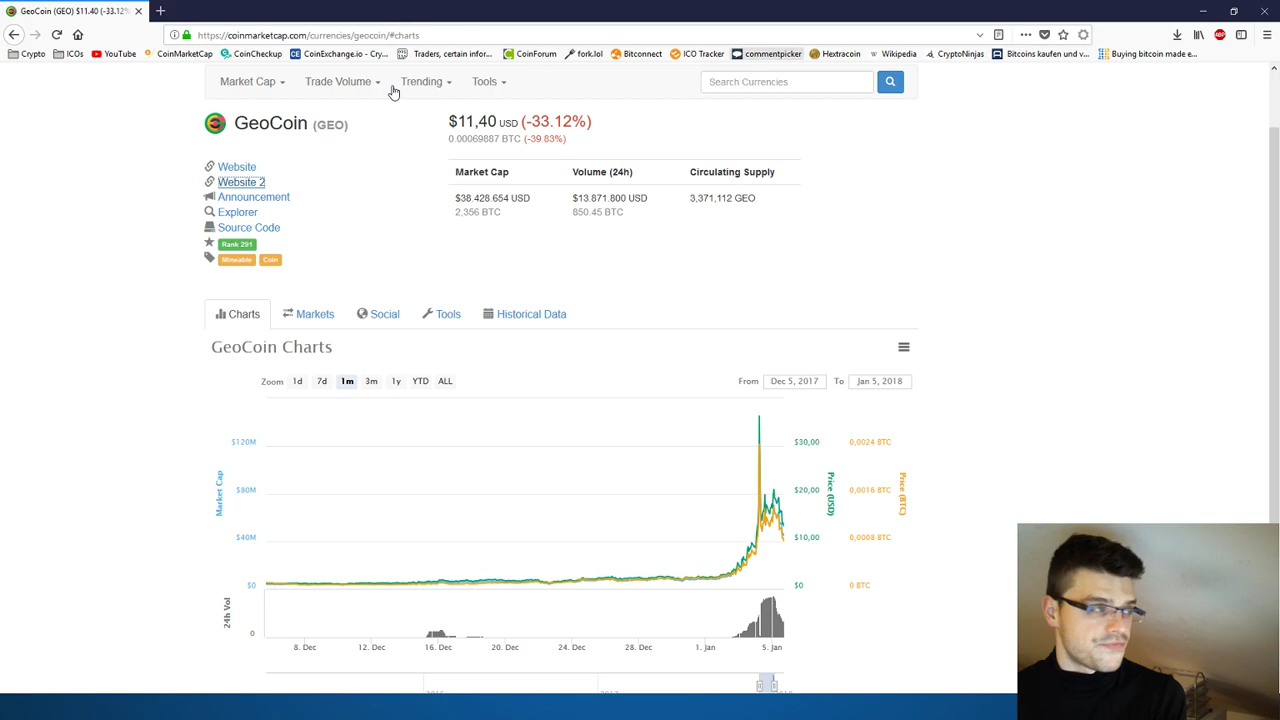 GeoCoin (GEO) $11.40 (-33.12%
https://coinmarketcap.com/currencies/geocoin/#charts
Crypto ICOs YouTube CoinMarketCap CoinCheckup CoinExchange.io - Cry... Traders, certain infor... CoinForum fork.lol Bitconnect ICO Tracker commentpicker Hextracoin Wikipedia CryptoNinjas Bitcoins kaufen und v... Buying bitcoin made e...
Market Cap Trade Volume Trending Tools Search Currencies
GeoCoin (GEO)
$11,40 USD (-33.12%)
0.00069887 BTC (-39.83%)
Website
Website 2
Announcement
Explorer
Source Code
Rank 291
Mineable Coin
Market Cap Volume (24h) Circulating Supply
$38.428.654 USD $13.871.800 USD 3,371,112 GEO
2,356 BTC 850.45 BTC
Charts Markets Social Tools Historical Data
GeoCoin Charts
Zoom 1d 7d 1m 3m 1y YTD ALL From Dec 5, 2017 To Jan 5, 2018
$120M $30,00 0,0024 BTC
$80M $20,00 0,0016 BTC
$40M $10,00 0,0008 BTC
$0 $0 0 BTC
Market Cap
Price (USD)
Price (BTC)
24h Vol
0
8. Dec 12. Dec 16. Dec 20. Dec 24. Dec 28. Dec 1. Jan 5. Jan
2017